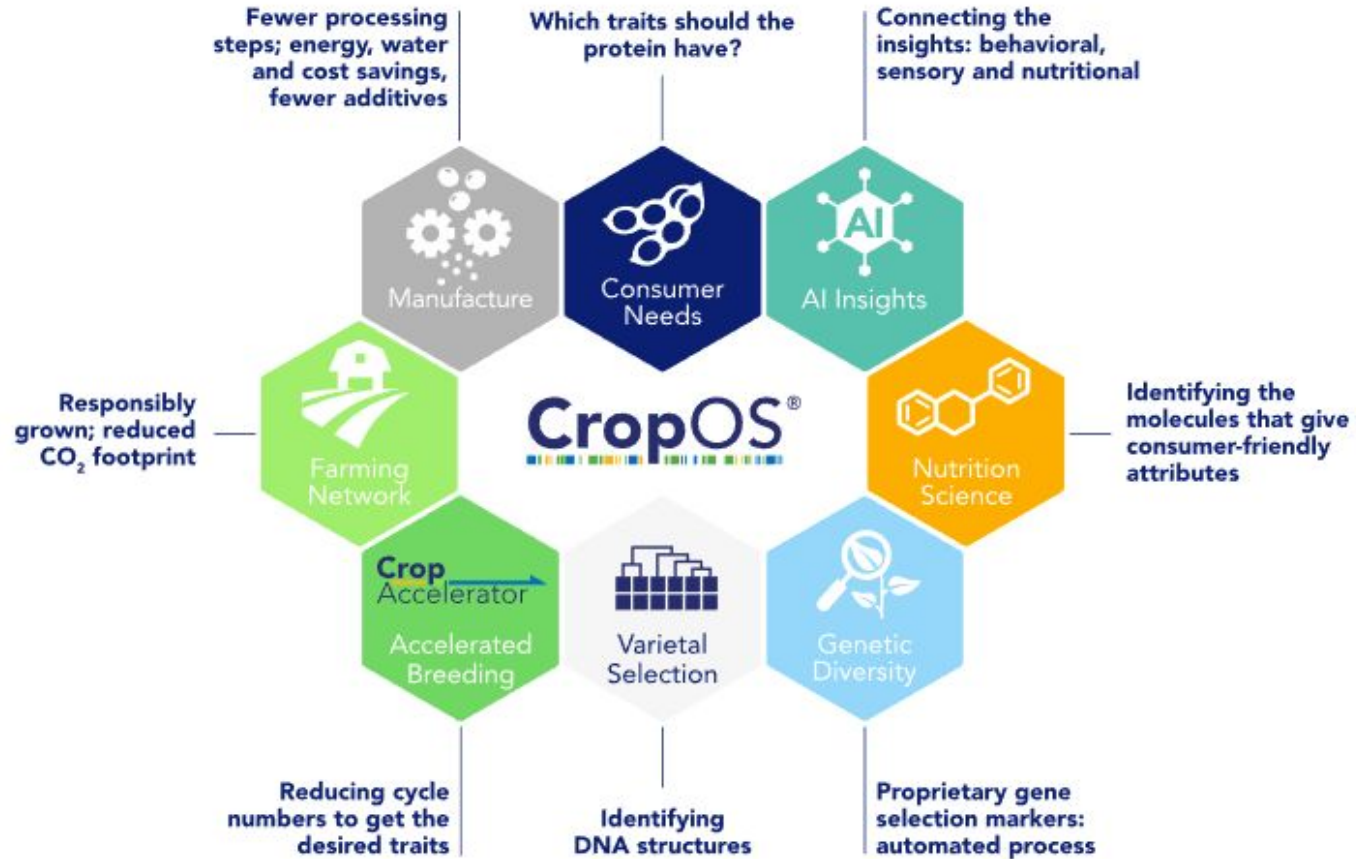 Fewer processing
steps; energy, water
and cost savings,
fewer additives
Which traits should the
protein have?
Connecting the
insights: behavioral,
sensory and nutritional
Manufacture
Consumer
Needs
AI
AI Insights
Responsibly
grown; reduced
CO₂ footprint
Farming
Network
CropOS®
Nutrition
Science
Identifying the
molecules that give
consumer-friendly
attributes
Crop
Accelerator
Accelerated
Breeding
Varietal
Selection
Genetic
Diversity
Reducing cycle
numbers to get the
desired traits
Identifying
DNA structures
Proprietary gene
selection markers:
automated process